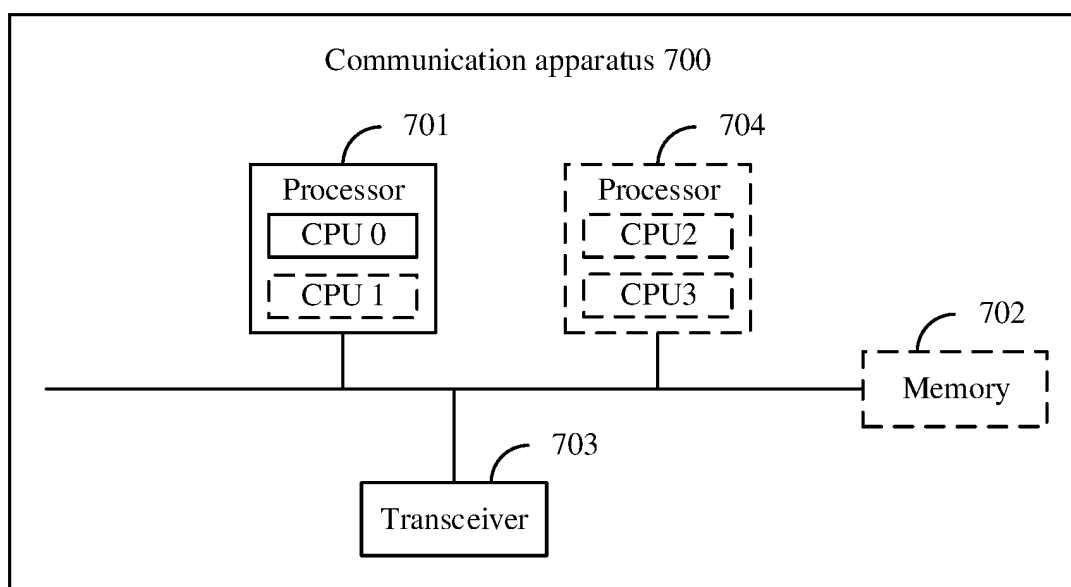 Communication apparatus 700
701
704
Processor
CPU 0
CPU 1
Processor
CPU2
CPU3
702
Memory
703
Transceiver